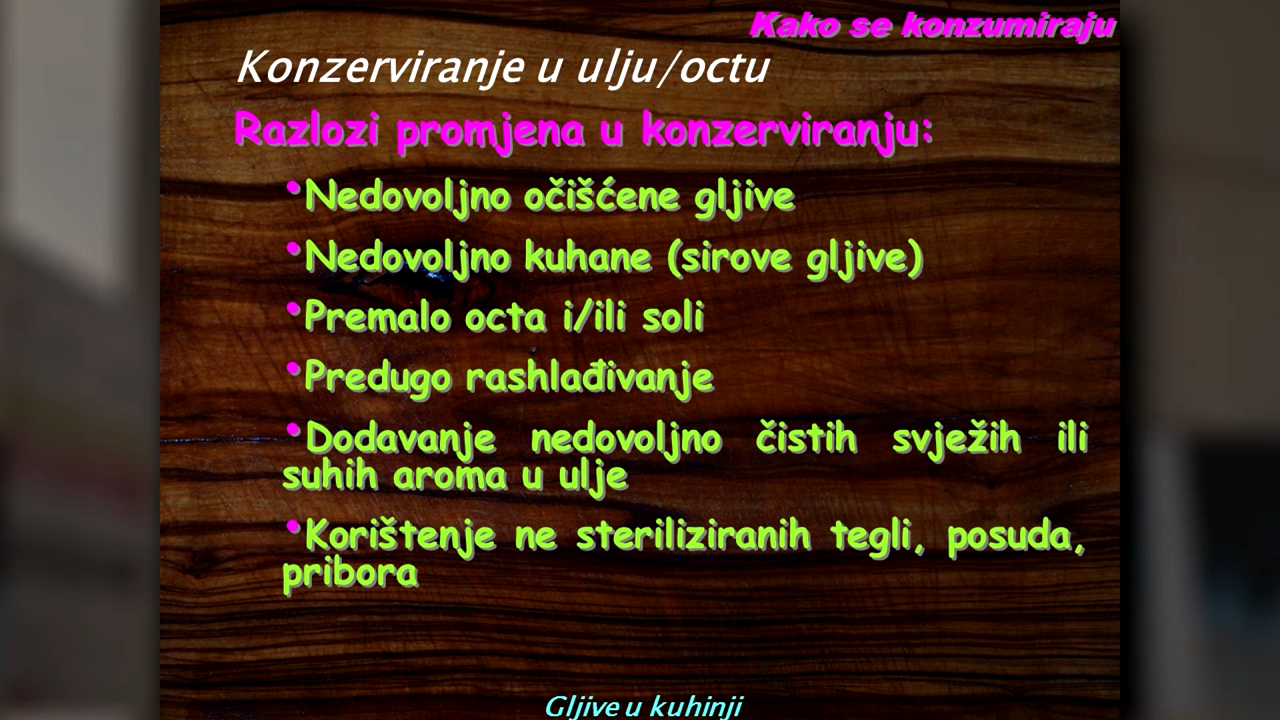 Kako se konzumiraju
Konzerviranje u ulju/octu
Razlozi promjena u konzerviranju:
•Nedovoljno očišćene gljive
•Nedovoljno kuhane (sirove gljive)
•Premalo octa i/ili soli
•Predugo rashlađivanje
•Dodavanje nedovoljno čistih svježih ili
suhih aroma u ulje
•Korištenje ne steriliziranih tegli, posuda,
pribora
Gljive u kuhinji